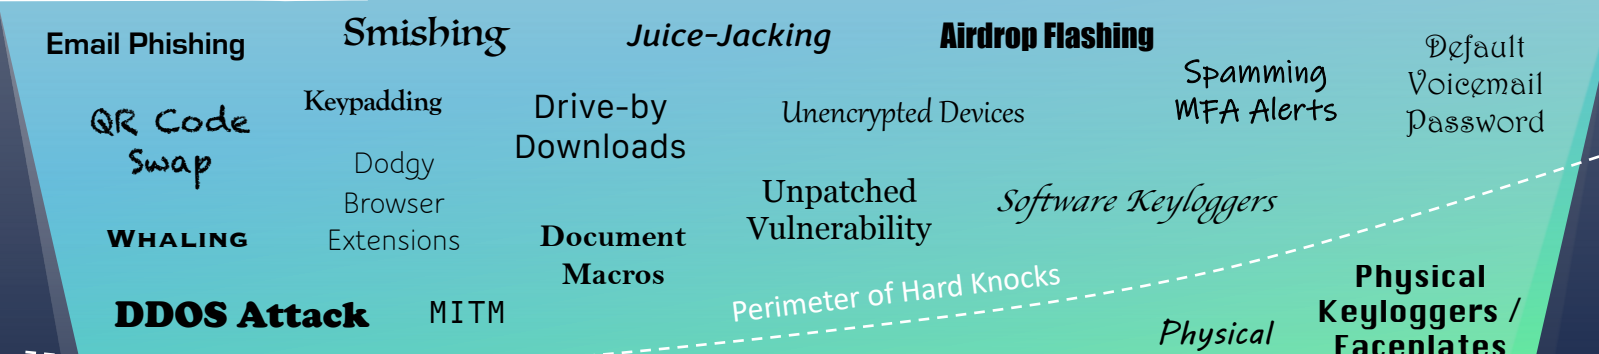 Email Phishing
Smishing
Juice-Jacking
Airdrop Flashing
Default
Voicemail
Password
Spamming
MFA Alerts
QR Code
Swap
Keypadding
Drive-by
Downloads
Unencrypted Devices
Dodgy
Browser
Extensions
Unpatched
Vulnerability
Software Keyloggers
WHALING
Document
Macros
Perimeter of Hard Knocks
DDOS Attack
MITM
Physical
Physical
Keyloggers /
Faceplates